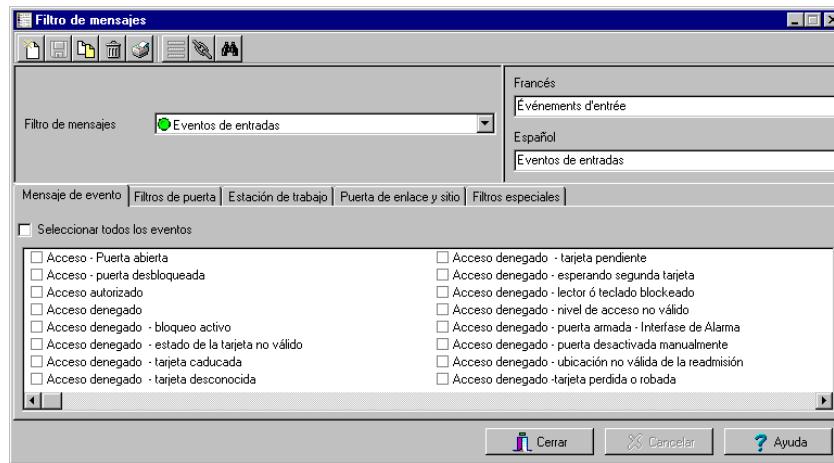 Filtro de mensajes
Francés
Événements d'entrée
Filtro de mensajes
Eventos de entradas
Español
Eventos de entradas
Mensaje de evento
Filtros de puerta
Estación de trabajo
Puerta de enlace y sitio
Filtros especiales
Seleccionar todos los eventos
Acceso - Puerta abierta
Acceso - puerta desbloqueada
Acceso autorizado
Acceso denegado
Acceso denegado - bloqueo activo
Acceso denegado - estado de la tarjeta no válido
Acceso denegado - tarjeta caducada
Acceso denegado - tarjeta desconocida
Acceso denegado - tarjeta pendiente
Acceso denegado - esperando segunda tarjeta
Acceso denegado - lector ó teclado blockeado
Acceso denegado - nivel de acceso no válido
Acceso denegado - puerta armada - Interfase de Alarma
Acceso denegado - puerta desactivada manualmente
Acceso denegado - ubicación no válida de la readmisión
Acceso denegado -tarjeta perdida o robada
Cerrar
Cancelar
Ayuda